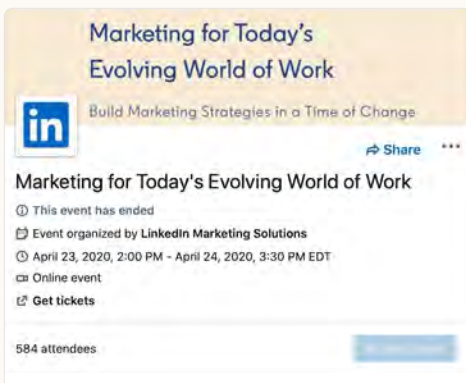 Marketing for Today's
Evolving World of Work
Build Marketing Strategies in a Time of Change
in
Share
Marketing for Today's Evolving World of Work
This event has ended
Event organized by LinkedIn Marketing Solutions
April 23, 2020, 2:00 PM - April 24, 2020, 3:30 PM EDT
Online event
Get tickets
584 attendees